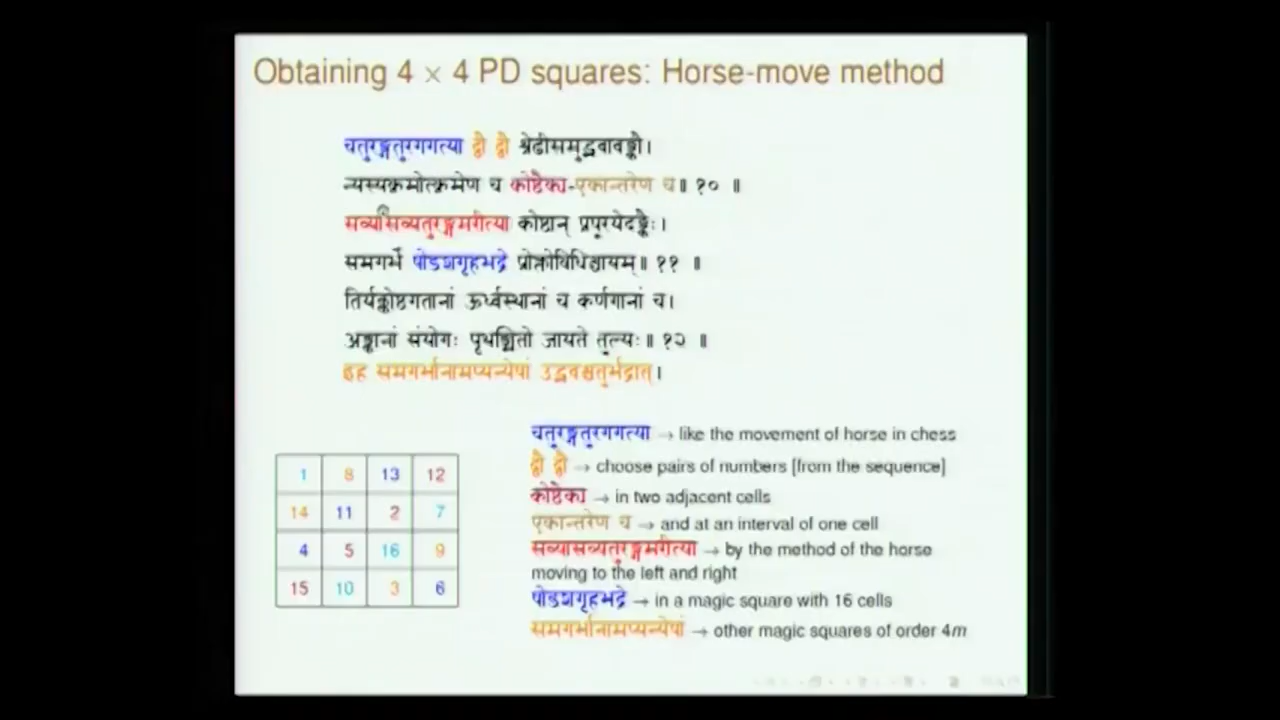 Obtaining 4 × 4 PD squares: Horse-move method
चतुरङ्गतुरगगत्या द्वौ द्वौ श्रेढीसमुद्भवावङ्कौ।
न्यस्यक्रमोत्क्रमेण च कोष्ठैक्य-एकान्तरेण च॥ १० ॥
सव्यासव्यतुरङ्गमरीत्या कोष्ठान् प्रपूरयेदङ्कैः।
समगर्भे षोडशगृहभद्रे प्रोक्तोविधिश्चायम्॥ ११ ॥
तिर्यक्कोष्ठगतानां ऊर्ध्वस्थानां च कर्णगानां च।
अङ्कानां संयोगः पृथक्स्थितो जायते तुल्यः॥ १२ ॥
इह समगर्भानामप्यन्येषां उद्भवश्चतुर्भद्रात्।
चतुरङ्गतुरगगत्या → like the movement of horse in chess
द्वौ द्वौ → choose pairs of numbers [from the sequence]
कोष्ठैक्य → in two adjacent cells
एकान्तरेण च → and at an interval of one cell
सव्यासव्यतुरङ्गमरीत्या → by the method of the horse
moving to the left and right
षोडशगृहभद्रे → in a magic square with 16 cells
समगर्भानामप्यन्येषां → other magic squares of order 4m
1 8 13 12
14 11 2 7
4 5 16 9
15 10 3 6